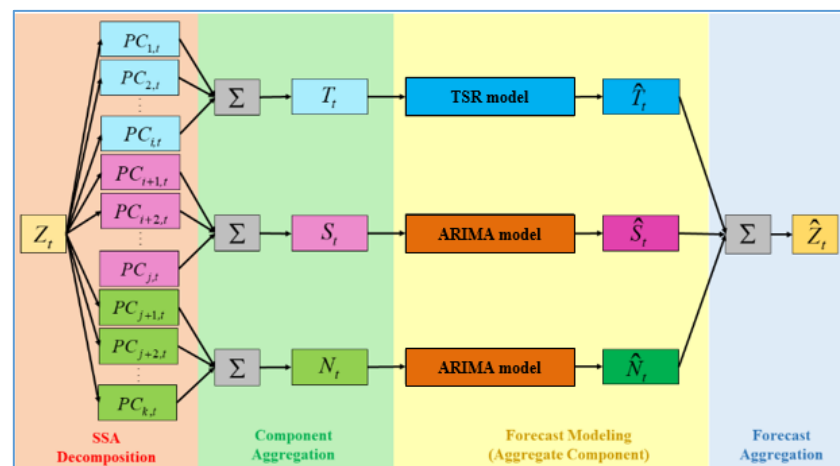 PC_{1,t}
PC_{2,t}
⋮
PC_{i,t}
PC_{i+1,t}
PC_{i+2,t}
⋮
PC_{j,t}
PC_{j+1,t}
PC_{j+2,t}
⋮
PC_{k,t}
Z_t
Σ
T_t
TSR model
T̂_t
Σ
S_t
ARIMA model
Ŝ_t
Σ
N_t
ARIMA model
N̂_t
Σ
Ẑ_t
SSA
Decomposition
Component
Aggregation
Forecast Modeling
(Aggregate Component)
Forecast
Aggregation